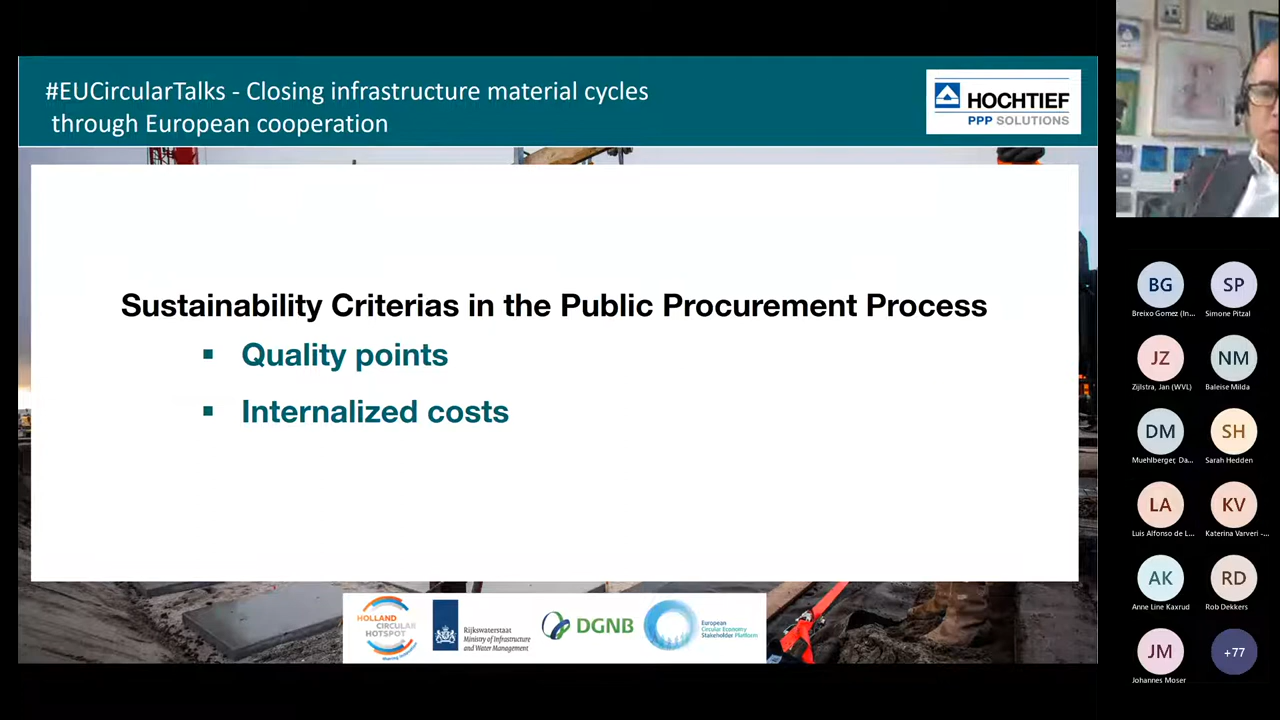 #EUCircularTalks - Closing infrastructure material cycles
through European cooperation
HOCHTIEF
PPP SOLUTIONS
Sustainability Criterias in the Public Procurement Process
▪ Quality points
▪ Internalized costs
HOLLAND
CIRCULAR
HOTSPOT
Rijkswaterstaat
Ministry of Infrastructure
and Water Management
DGNB
European
Circular Economy
Stakeholder Platform
BG
SP
Breixo Gomez (In...
Simone Pitzal
JZ
NM
Zijlstra, Jan (WVL)
Baleise Milda
DM
SH
Muehlberger, Da...
Sarah Hedden
LA
KV
Luis Alfonso de L...
Katerina Varveri -...
AK
RD
Anne Line Kaxrud
Rob Dekkers
JM
+77
Johannes Moser